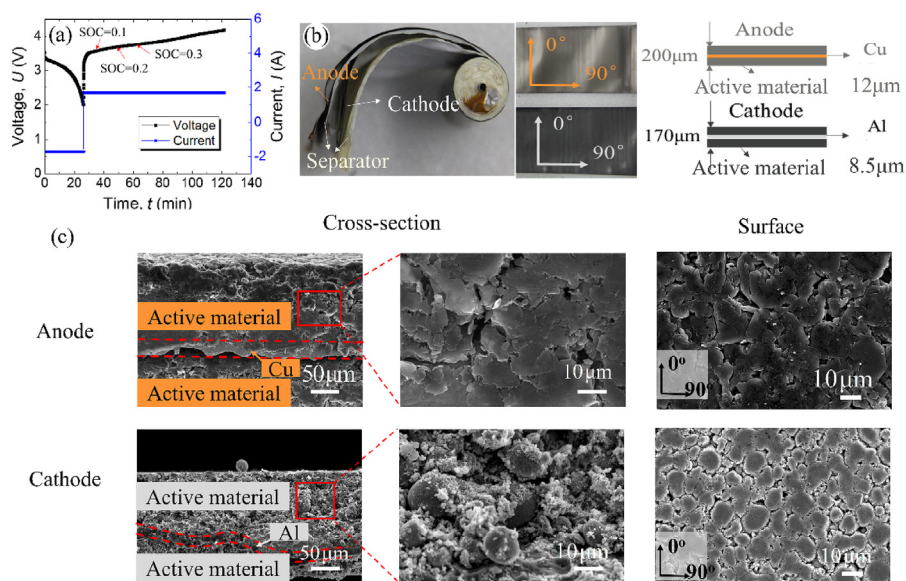 (a)
SOC=0.1
SOC=0.2
SOC=0.3
Voltage
Current
Voltage, U (V)
0
1
2
3
4
5
Current, I (A)
-2
0
2
4
6
0 20 40 60 80 100 120 140
Time, t (min)
(b)
Anode
Cathode
Separator
0°
90°
0°
90°
Anode
200μm
Cu
Active material
12μm
Cathode
170μm
Al
Active material
8.5μm
(c)
Cross-section
Surface
Anode
Active material
Cu
50μm
Active material
10μm
0°
90°
10μm
Cathode
Active material
Al
50μm
Active material
10μm
0°
90°
10μm